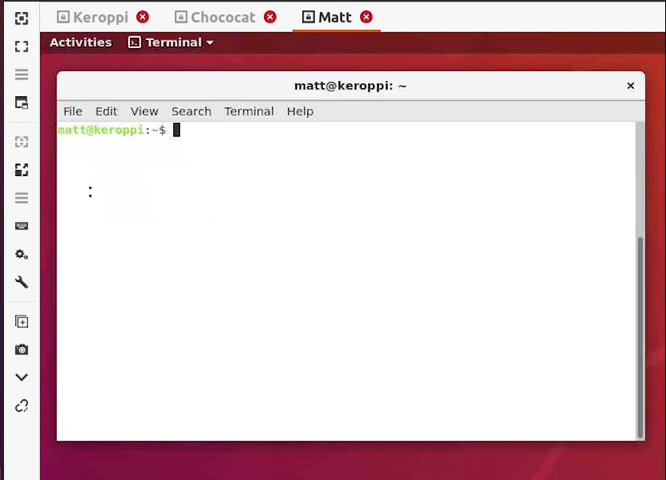 Keroppi Chococat Matt
Activities Terminal
matt@keroppi: ~
File Edit View Search Terminal Help
matt@keroppi:~$
: